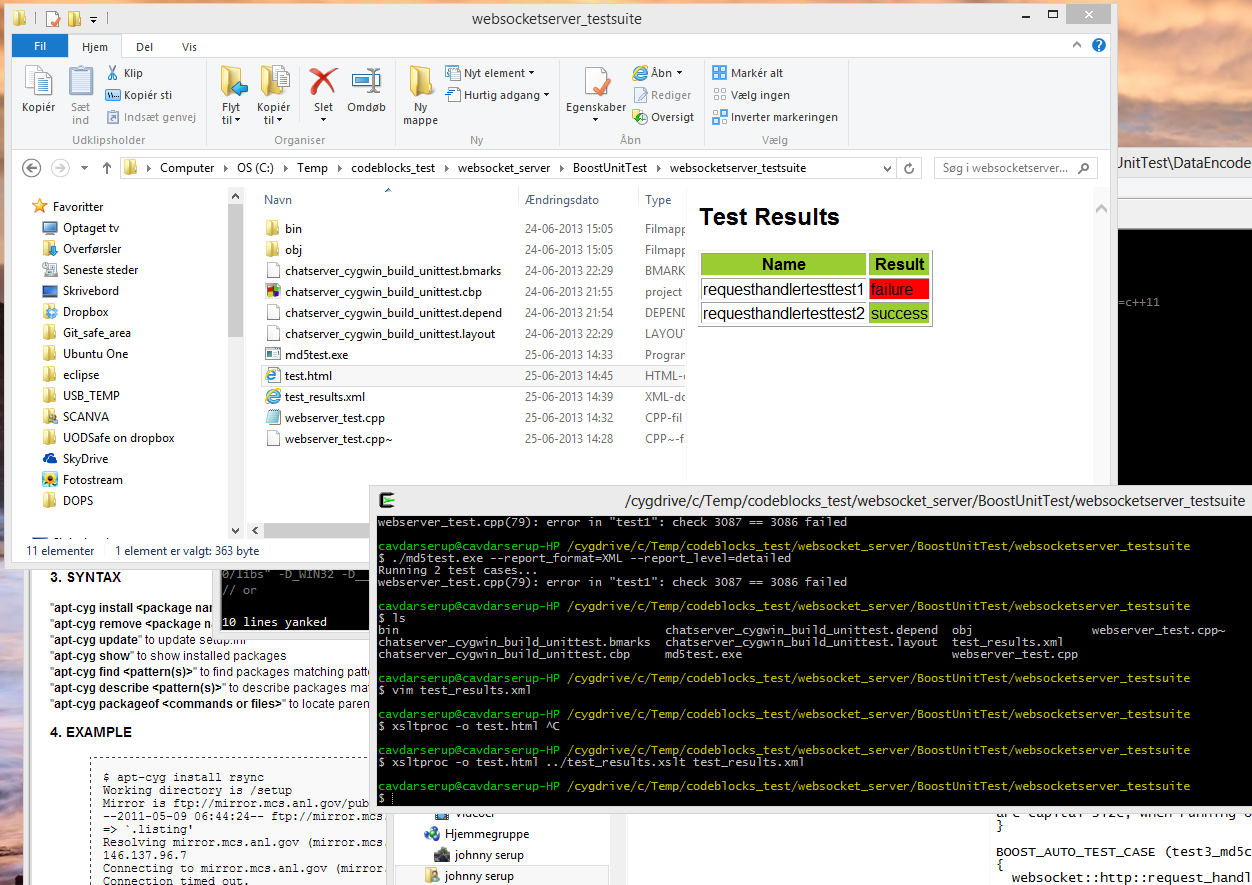 websocketserver_testsuite
Fil Hjem Del Vis
Kopiér
Sæt ind
Klip
Kopiér sti
Indsæt genvej
Udklipsholder
Flyt til
Kopiér til
Slet
Omdøb
Organiser
Ny mappe
Nyt element
Hurtig adgang
Ny
Egenskaber
Åbn
Rediger
Oversigt
Åbn
Markér alt
Vælg ingen
Inverter markeringen
Vælg
Computer OS (C:) Temp codeblocks_test websocket_server BoostUnitTest websocketserver_testsuite
Søg i websocketserver...
UnitTest\DataEncode
Favoritter
Optaget tv
Overførsler
Seneste steder
Skrivebord
Dropbox
Git_safe_area
Ubuntu One
eclipse
USB_TEMP
SCANVA
UODSafe on dropbox
SkyDrive
Fotostream
DOPS
Navn Ændringsdato Type
bin 24-06-2013 15:05 Filmapp
obj 24-06-2013 15:05 Filmapp
chatserver_cygwin_build_unittest.bmarks 24-06-2013 22:29 BMARK
chatserver_cygwin_build_unittest.cbp 24-06-2013 21:55 project
chatserver_cygwin_build_unittest.depend 24-06-2013 21:54 DEPEND
chatserver_cygwin_build_unittest.layout 24-06-2013 22:29 LAYOU
md5test.exe 25-06-2013 14:33 Program
test.html 25-06-2013 14:45 HTML-
test_results.xml 25-06-2013 14:39 XML-do
webserver_test.cpp 25-06-2013 14:32 CPP-fil
webserver_test.cpp~ 25-06-2013 14:28 CPP~-f
Test Results
Name Result
requesthandlertesttest1 failure
requesthandlertesttest2 success
=c++11
11 elementer 1 element er valgt: 363 byte
3. SYNTAX
"apt-cyg install <package nar
"apt-cyg remove <package n
"apt-cyg update" to update setup.ini
"apt-cyg show" to show installed packages
"apt-cyg find <pattern(s)>" to find packages matching patt
"apt-cyg describe <pattern(s)>" to describe packages mat
"apt-cyg packageof <commands or files>" to locate paren
4. EXAMPLE
$ apt-cyg install rsync
Working directory is /setup
Mirror is ftp://mirror.mcs.anl.gov/pub
--2011-05-09 06:44:24-- ftp://mirror.mcs.
=> `.listing'
Resolving mirror.mcs.anl.gov (mirror.mcs.
146.137.96.7
Connecting to mirror.mcs.anl.gov (mirror.
Connection timed out.
0/libs" -D_WIN32 -D__
// or
10 lines yanked
/cygdrive/c/Temp/codeblocks_test/websocket_server/BoostUnitTest/websocketserver_testsuite
webserver_test.cpp(79): error in "test1": check 3087 == 3086 failed
cavdarserup@cavdarserup-HP /cygdrive/c/Temp/codeblocks_test/websocket_server/BoostUnitTest/websocketserver_testsuite
$ ./md5test.exe --report_format=XML --report_level=detailed
Running 2 test cases...
webserver_test.cpp(79): error in "test1": check 3087 == 3086 failed
cavdarserup@cavdarserup-HP /cygdrive/c/Temp/codeblocks_test/websocket_server/BoostUnitTest/websocketserver_testsuite
$ ls
bin chatserver_cygwin_build_unittest.depend obj webserver_test.cpp~
chatserver_cygwin_build_unittest.bmarks chatserver_cygwin_build_unittest.layout test_results.xml
chatserver_cygwin_build_unittest.cbp md5test.exe webserver_test.cpp
cavdarserup@cavdarserup-HP /cygdrive/c/Temp/codeblocks_test/websocket_server/BoostUnitTest/websocketserver_testsuite
$ vim test_results.xml
cavdarserup@cavdarserup-HP /cygdrive/c/Temp/codeblocks_test/websocket_server/BoostUnitTest/websocketserver_testsuite
$ xsltproc -o test.html ^C
cavdarserup@cavdarserup-HP /cygdrive/c/Temp/codeblocks_test/websocket_server/BoostUnitTest/websocketserver_testsuite
$ xsltproc -o test.html ../test_results.xslt test_results.xml
cavdarserup@cavdarserup-HP /cygdrive/c/Temp/codeblocks_test/websocket_server/BoostUnitTest/websocketserver_testsuite
$
Videoer
Hjemmegruppe
johnny serup
johnny serup
are capital size, when running o
}
BOOST_AUTO_TEST_CASE (test3_md5c
{
websocket::http::request_handl